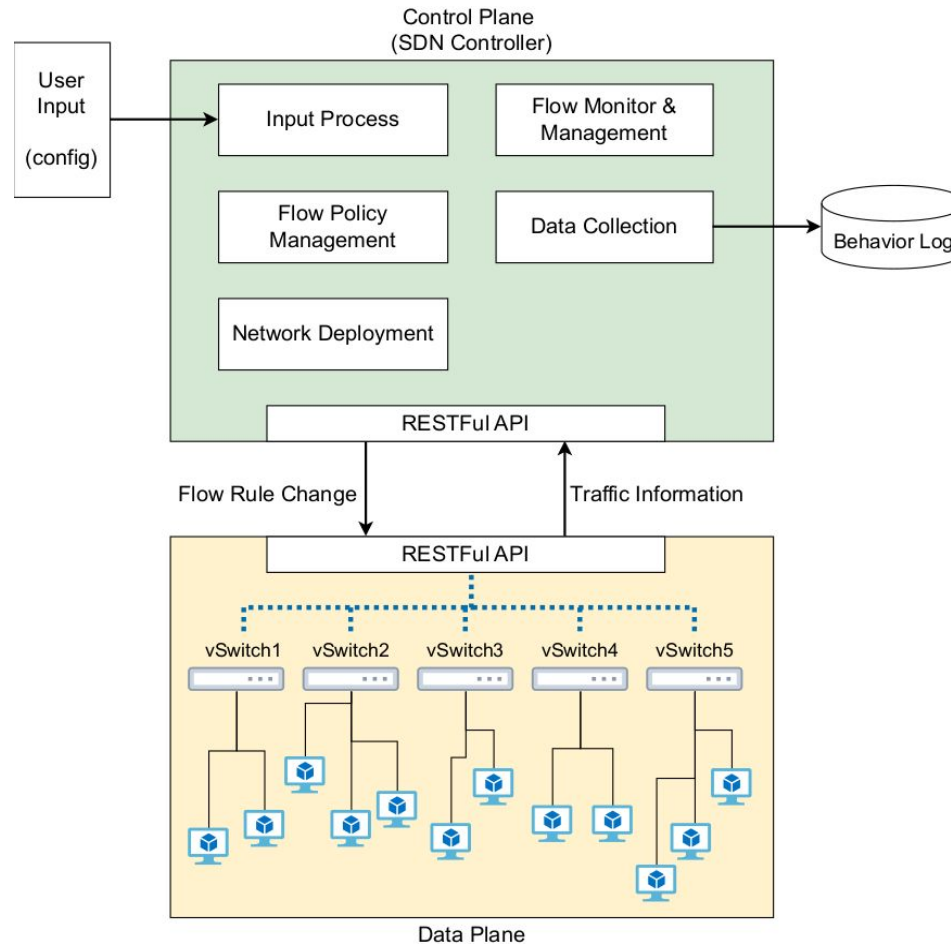 Control Plane
(SDN Controller)
User
Input
(config)
Input Process
Flow Monitor &
Management
Flow Policy
Management
Data Collection
Behavior Log
Network Deployment
RESTFul API
Flow Rule Change
Traffic Information
RESTFul API
vSwitch1
vSwitch2
vSwitch3
vSwitch4
vSwitch5
Data Plane